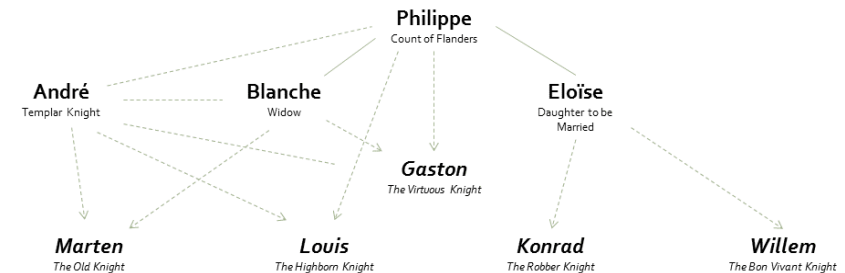 Philippe
Count of Flanders
André
Templar Knight
Blanche
Widow
Eloïse
Daughter to be
Married
Gaston
The Virtuous Knight
Marten
The Old Knight
Louis
The Highborn Knight
Konrad
The Robber Knight
Willem
The Bon Vivant Knight